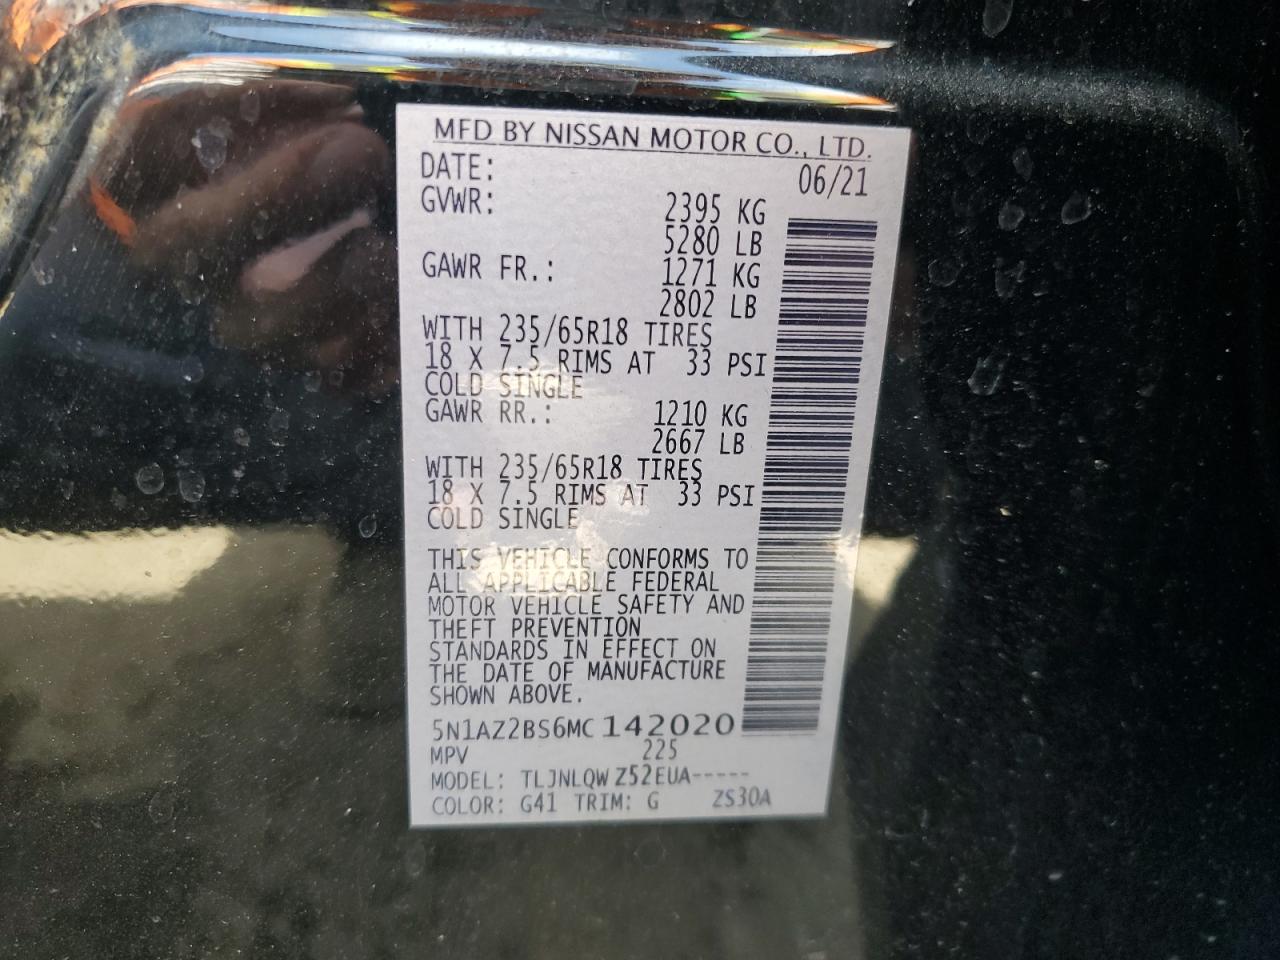 MFD BY NISSAN MOTOR CO., LTD.
DATE: 06/21
GVWR: 2395 KG
5280 LB
GAWR FR.: 1271 KG
2802 LB
WITH 235/65R18 TIRES
18 X 7.5 RIMS AT 33 PSI
COLD SINGLE
GAWR RR.: 1210 KG
2667 LB
WITH 235/65R18 TIRES
18 X 7.5 RIMS AT 33 PSI
COLD SINGLE
THIS VEHICLE CONFORMS TO
ALL APPLICABLE FEDERAL
MOTOR VEHICLE SAFETY AND
THEFT PREVENTION
STANDARDS IN EFFECT ON
THE DATE OF MANUFACTURE
SHOWN ABOVE.
5N1AZ2BS6MC142020
MPV 225
MODEL: TLJNLQW Z52EUA-----
COLOR: G41 TRIM: G ZS30A